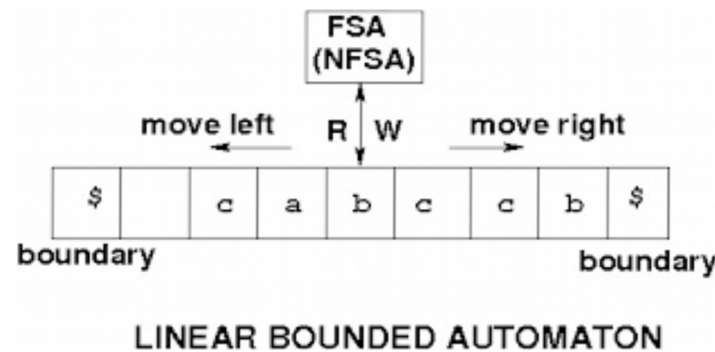 FSA
(NFSA)
move left R W move right
$ c a b c c b $
boundary boundary
LINEAR BOUNDED AUTOMATON